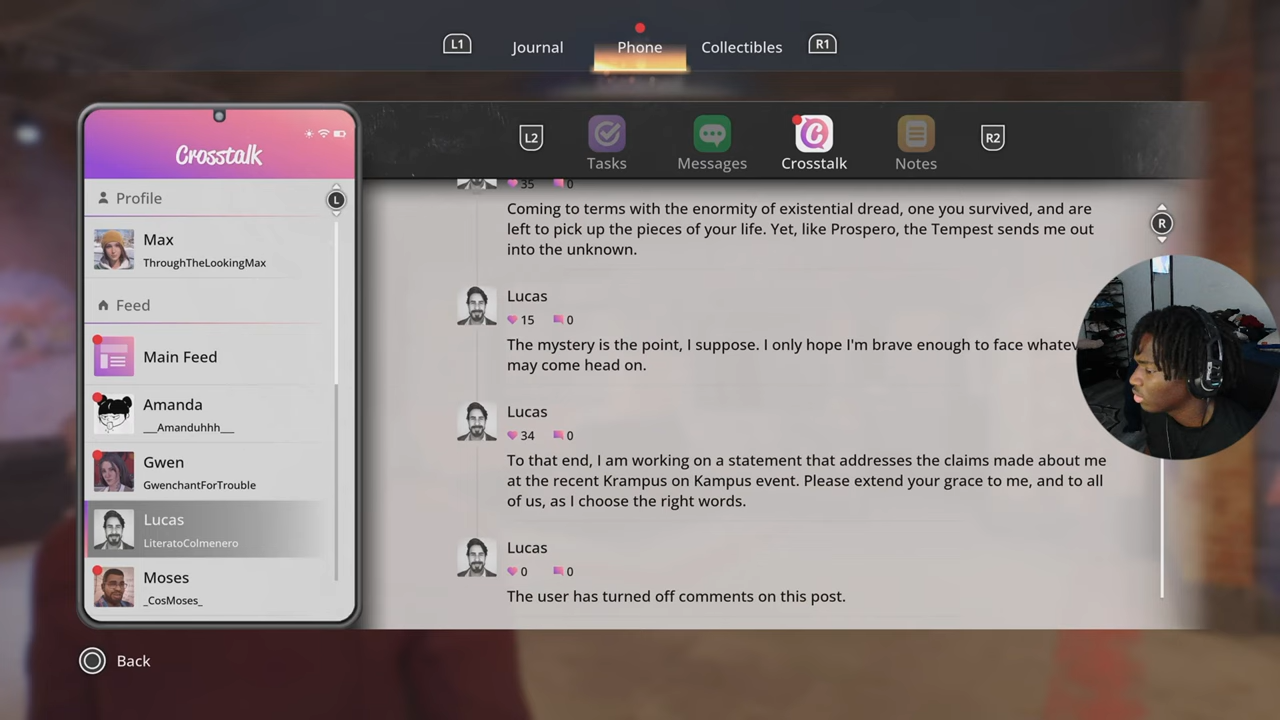 L1
Journal
Phone
Collectibles
R1
Crosstalk
L2
Tasks
Messages
Crosstalk
Notes
R2
Profile
L
Max
ThroughTheLookingMax
Feed
Main Feed
Amanda
___Amanduhhh___
Gwen
GwenchantForTrouble
Lucas
LiteratoColmenero
Moses
_CosMoses_
35 0
Coming to terms with the enormity of existential dread, one you survived, and are
left to pick up the pieces of your life. Yet, like Prospero, the Tempest sends me out
into the unknown.
R
Lucas
15 0
The mystery is the point, I suppose. I only hope I'm brave enough to face
may come head on.
Lucas
34 0
To that end, I am working on a statement that addresses the claims made about me
at the recent Krampus on Kampus event. Please extend your grace to me, and to all
of us, as I choose the right words.
Lucas
0 0
The user has turned off comments on this post.
Back